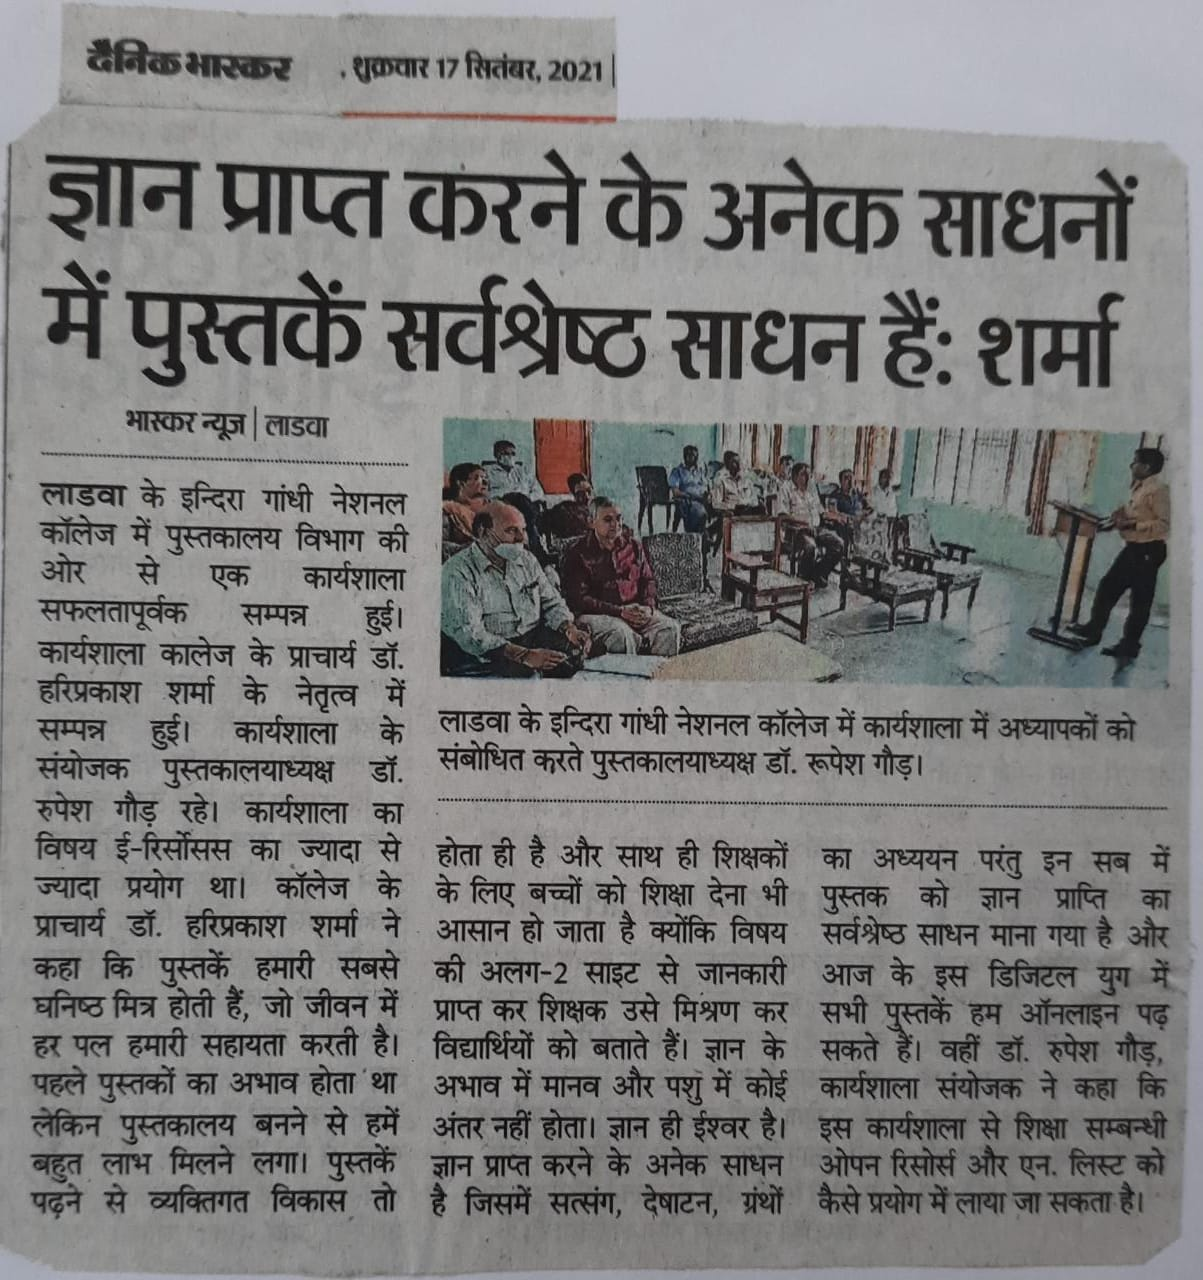 दैनिक भास्कर
, शुक्रवार 17 सितंबर, 2021
ज्ञान प्राप्त करने के अनेक साधनों
में पुस्तकें सर्वश्रेष्ठ साधन हैं: शर्मा
भास्कर न्यूज | लाडवा
लाडवा के इन्दिरा गांधी नेशनल
कॉलेज में पुस्तकालय विभाग की
ओर से एक कार्यशाला
सफलतापूर्वक सम्पन्न हुई।
कार्यशाला कालेज के प्राचार्य डॉ.
हरिप्रकाश शर्मा के नेतृत्व में
सम्पन्न हुई। कार्यशाला के
संयोजक पुस्तकालयाध्यक्ष डॉ.
रुपेश गौड़ रहे। कार्यशाला का
विषय ई-रिर्सोसस का ज्यादा से
ज्यादा प्रयोग था। कॉलेज के
प्राचार्य डॉ. हरिप्रकाश शर्मा ने
कहा कि पुस्तकें हमारी सबसे
घनिष्ठ मित्र होती हैं, जो जीवन में
हर पल हमारी सहायता करती है।
पहले पुस्तकों का अभाव होता था
लेकिन पुस्तकालय बनने से हमें
बहुत लाभ मिलने लगा। पुस्तकें
पढ़ने से व्यक्तिगत विकास तो
लाडवा के इन्दिरा गांधी नेशनल कॉलेज में कार्यशाला में अध्यापकों को
संबोधित करते पुस्तकालयाध्यक्ष डॉ. रूपेश गौड़।
होता ही है और साथ ही शिक्षकों
के लिए बच्चों को शिक्षा देना भी
आसान हो जाता है क्योंकि विषय
की अलग-2 साइट से जानकारी
प्राप्त कर शिक्षक उसे मिश्रण कर
विद्यार्थियों को बताते हैं। ज्ञान के
अभाव में मानव और पशु में कोई
अंतर नहीं होता। ज्ञान ही ईश्वर है।
ज्ञान प्राप्त करने के अनेक साधन
है जिसमें सत्संग, देषाटन, ग्रंथों
का अध्ययन परंतु इन सब में
पुस्तक को ज्ञान प्राप्ति का
सर्वश्रेष्ठ साधन माना गया है और
आज के इस डिजिटल युग में
सभी पुस्तकें हम ऑनलाइन पढ़
सकते हैं। वहीं डॉ. रुपेश गौड़,
कार्यशाला संयोजक ने कहा कि
इस कार्यशाला से शिक्षा सम्बन्धी
ओपन रिसोर्स और एन. लिस्ट को
कैसे प्रयोग में लाया जा सकता है।